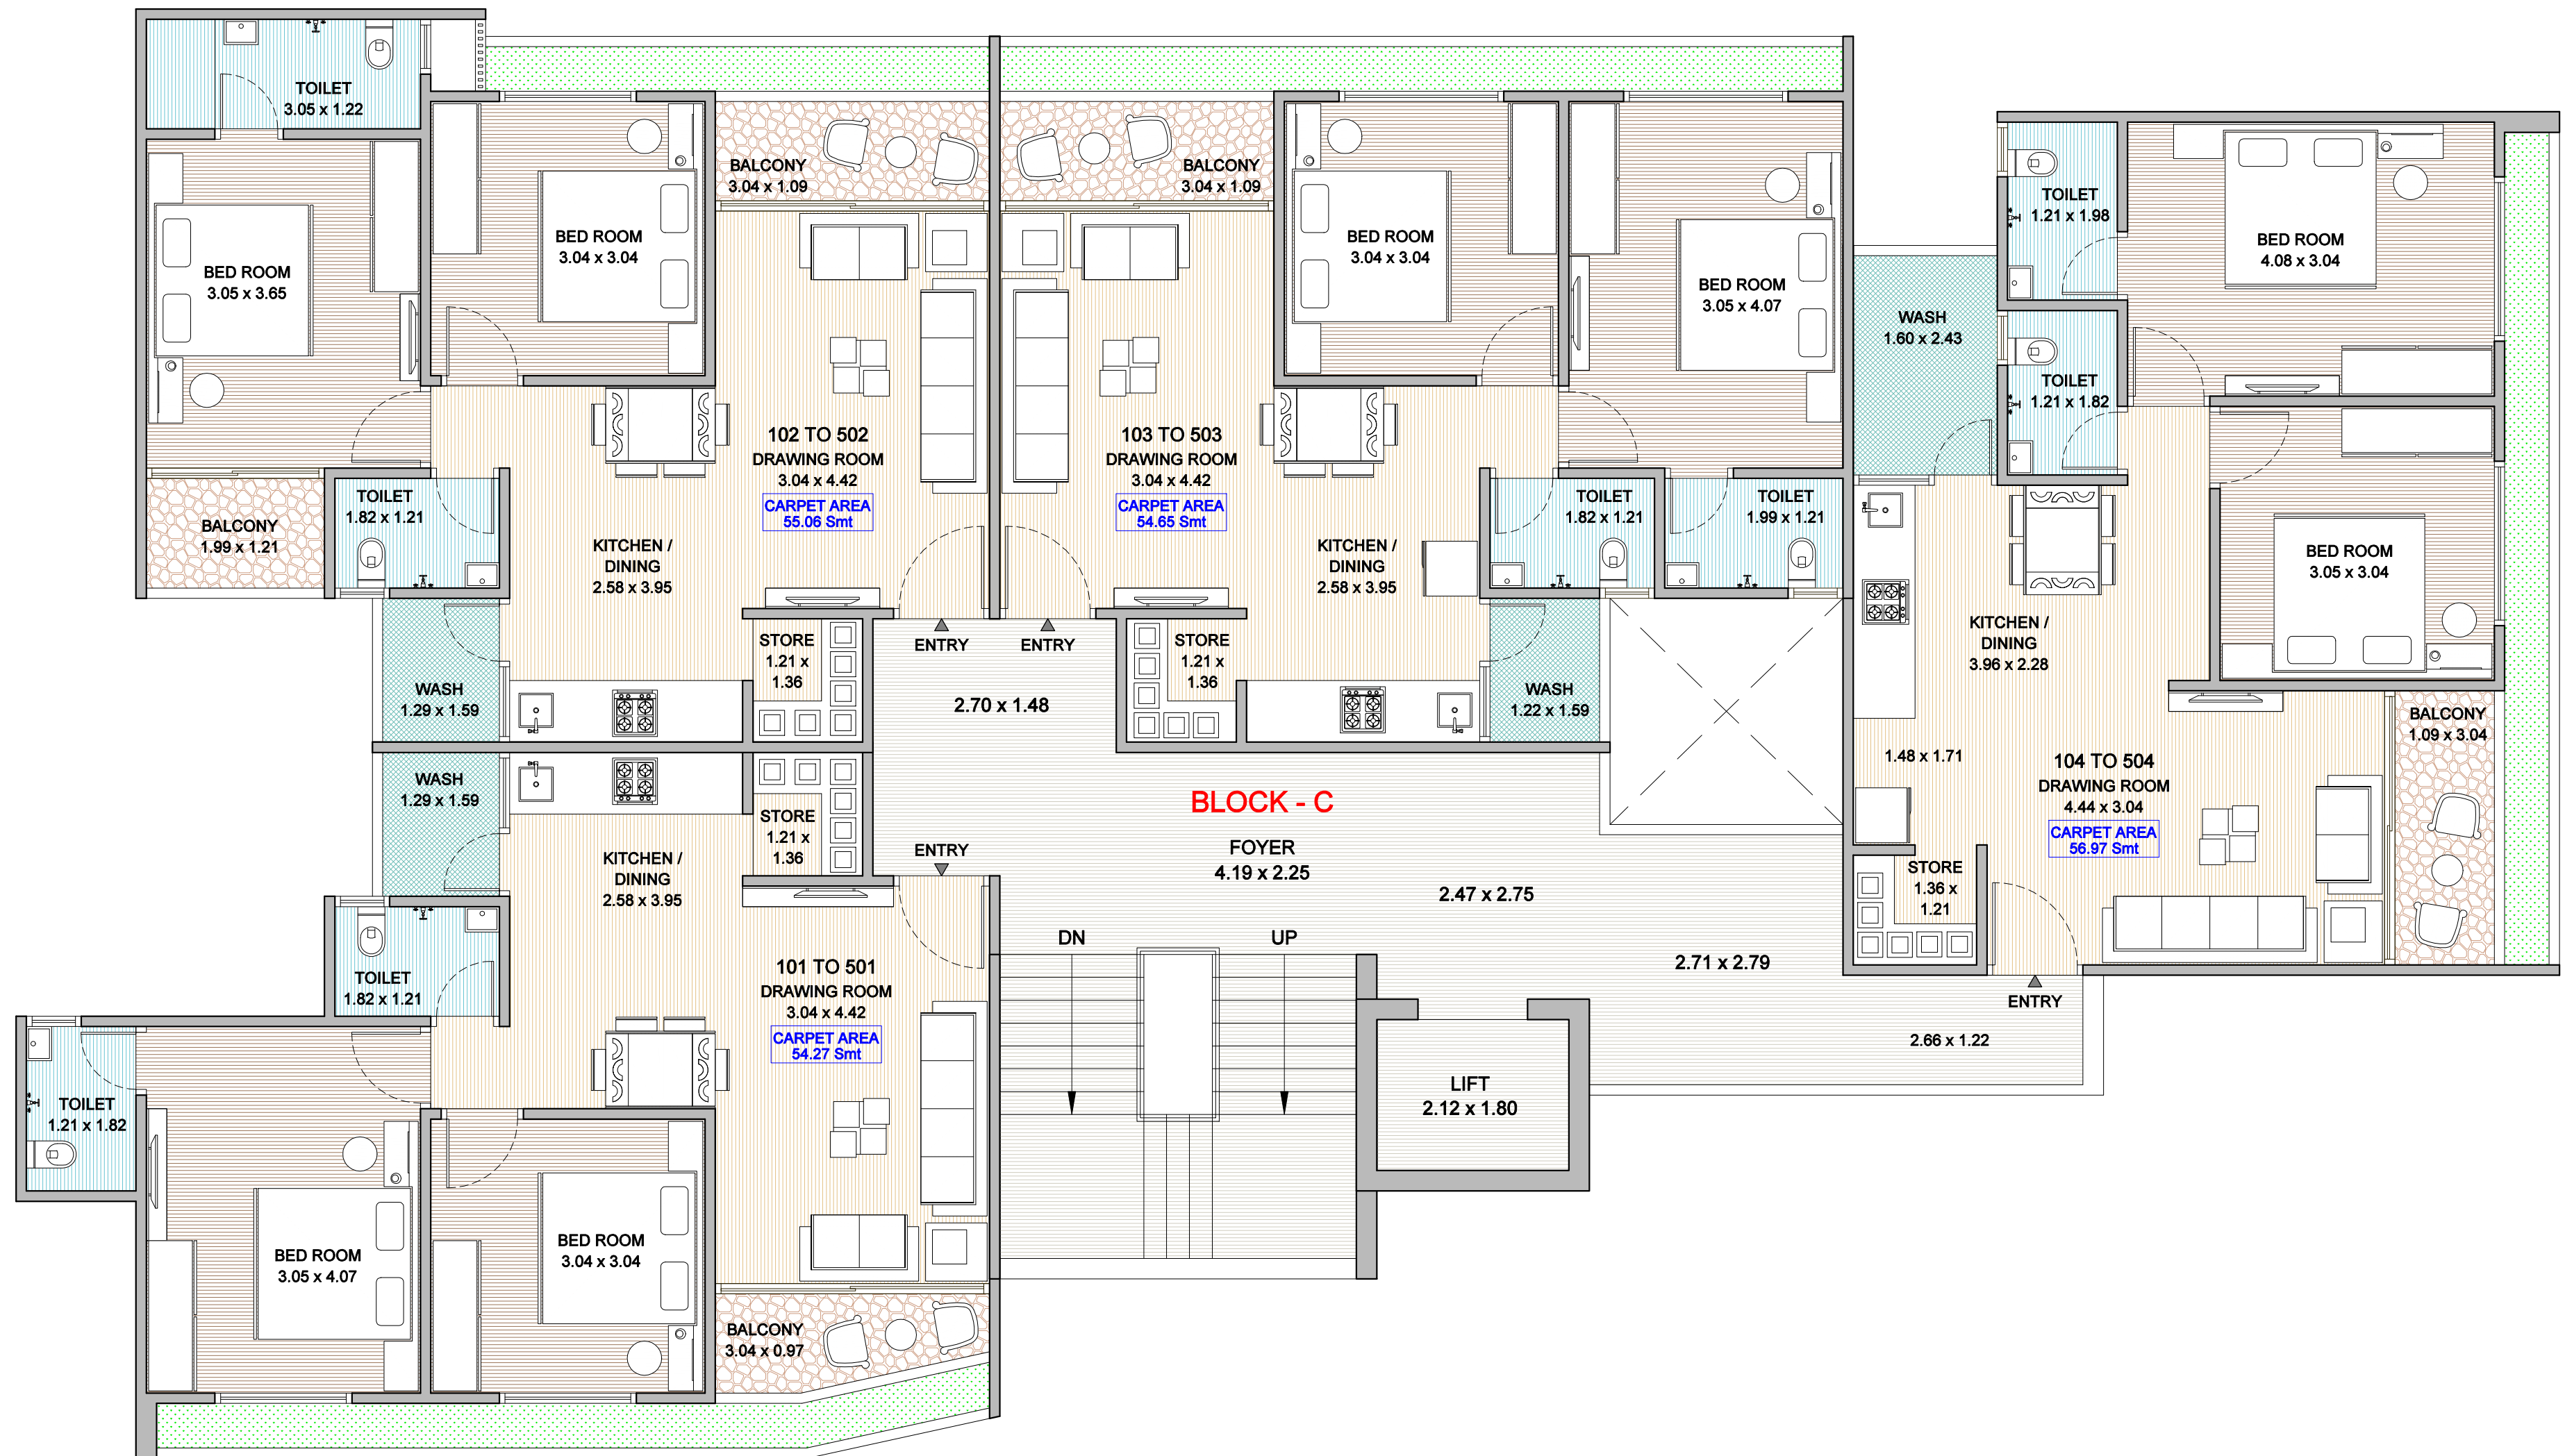 TOILET
3.05 x 1.22
BED ROOM
3.05 x 3.65
BED ROOM
3.04 x 3.04
BALCONY
3.04 x 1.09
102 TO 502
DRAWING ROOM
3.04 x 4.42
CARPET AREA
55.06 Smt
BALCONY
1.99 x 1.21
TOILET
1.82 x 1.21
KITCHEN /
DINING
2.58 x 3.95
WASH
1.29 x 1.59
STORE
1.21 x
1.36
ENTRY
BALCONY
3.04 x 1.09
BED ROOM
3.04 x 3.04
BED ROOM
3.05 x 4.07
103 TO 503
DRAWING ROOM
3.04 x 4.42
CARPET AREA
54.65 Smt
KITCHEN /
DINING
2.58 x 3.95
TOILET
1.82 x 1.21
TOILET
1.99 x 1.21
ENTRY
STORE
1.21 x
1.36
WASH
1.22 x 1.59
TOILET
1.21 x 1.98
BED ROOM
4.08 x 3.04
WASH
1.60 x 2.43
TOILET
1.21 x 1.82
BED ROOM
3.05 x 3.04
KITCHEN /
DINING
3.96 x 2.28
BALCONY
1.09 x 3.04
1.48 x 1.71
104 TO 504
DRAWING ROOM
4.44 x 3.04
CARPET AREA
56.97 Smt
STORE
1.36 x
1.21
ENTRY
2.66 x 1.22
2.70 x 1.48
BLOCK - C
FOYER
4.19 x 2.25
2.47 x 2.75
2.71 x 2.79
DN
UP
LIFT
2.12 x 1.80
WASH
1.29 x 1.59
STORE
1.21 x
1.36
ENTRY
KITCHEN /
DINING
2.58 x 3.95
TOILET
1.82 x 1.21
101 TO 501
DRAWING ROOM
3.04 x 4.42
CARPET AREA
54.27 Smt
TOILET
1.21 x 1.82
BED ROOM
3.05 x 4.07
BED ROOM
3.04 x 3.04
BALCONY
3.04 x 0.97